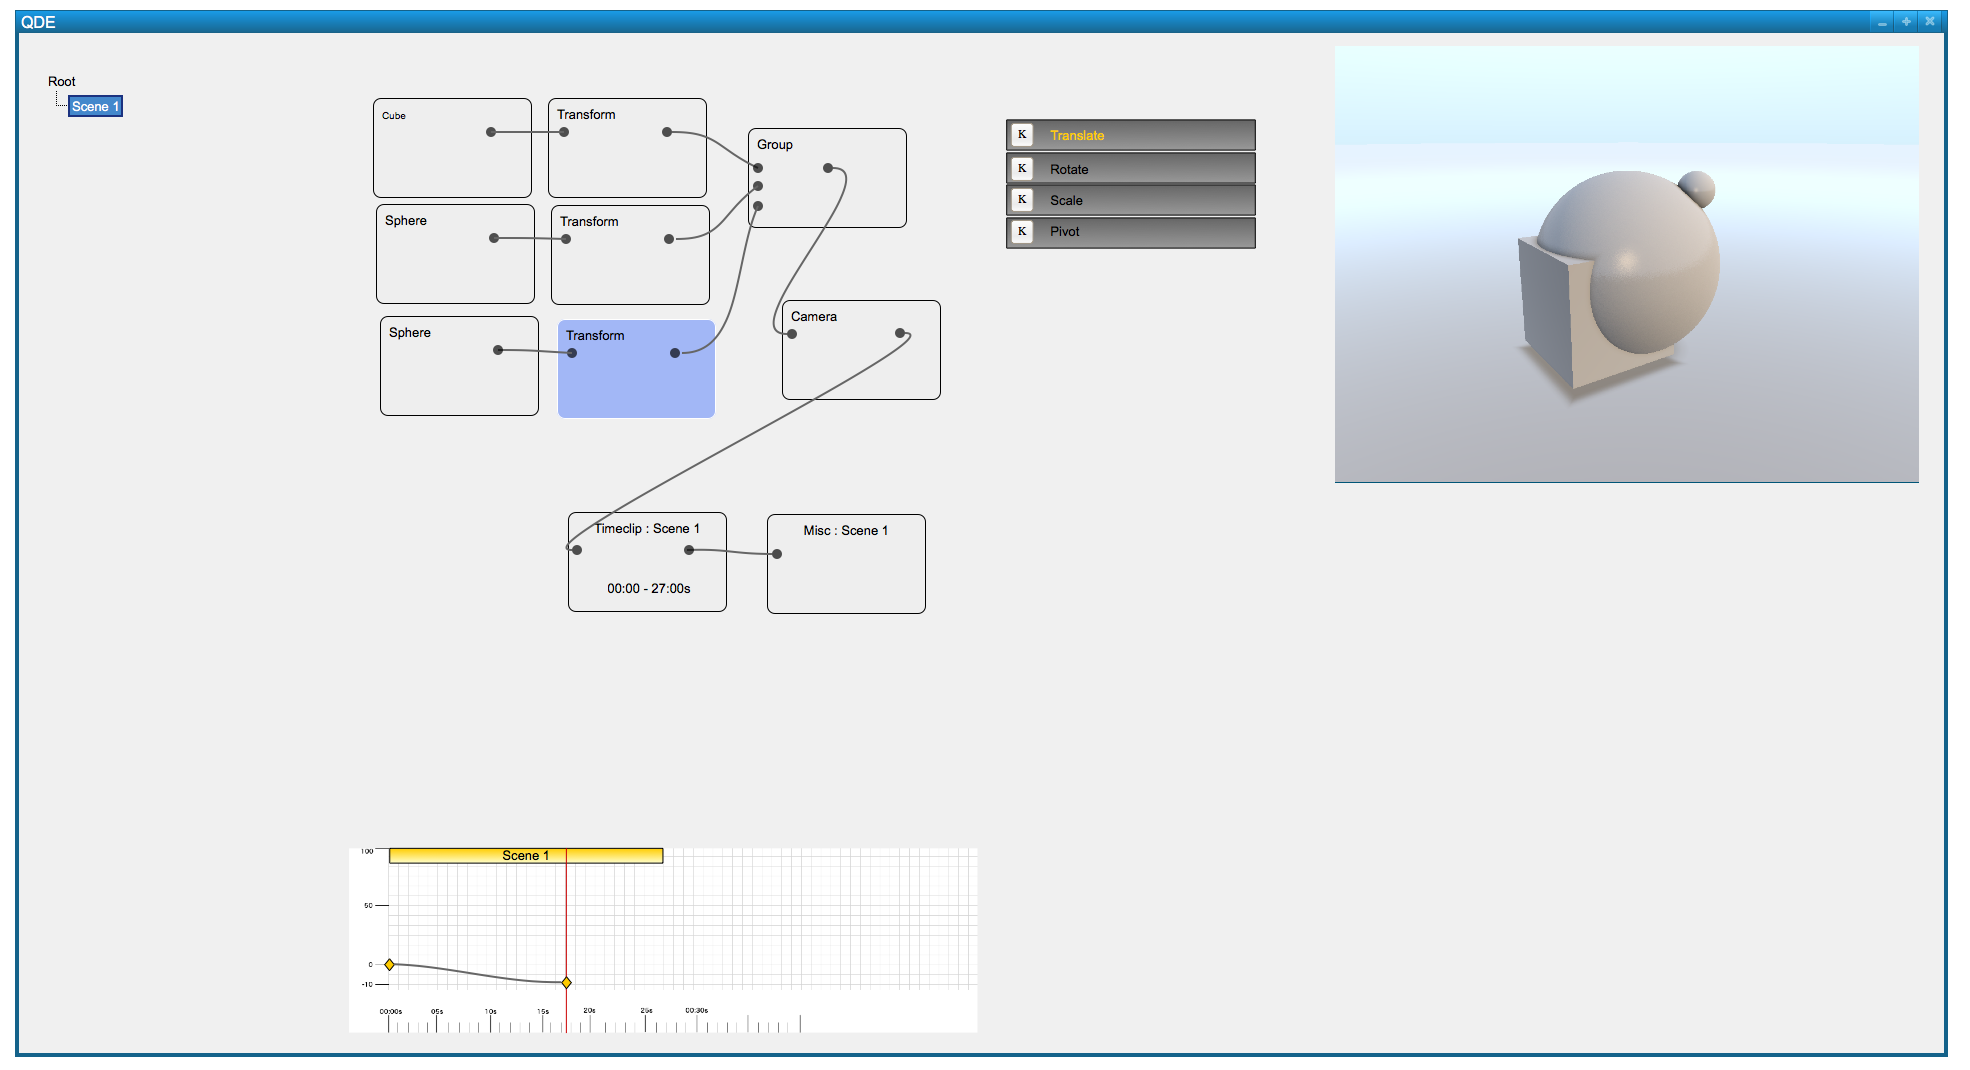 QDE
Root
Scene 1
Cube
Transform
Group
Sphere
Transform
Sphere
Transform
Camera
Timeclip : Scene 1
00:00 - 27:00s
Misc : Scene 1
K Translate
K Rotate
K Scale
K Pivot
100
Scene 1
50
0
-10
00:00s 05s 10s 15s 20s 25s 00:30s